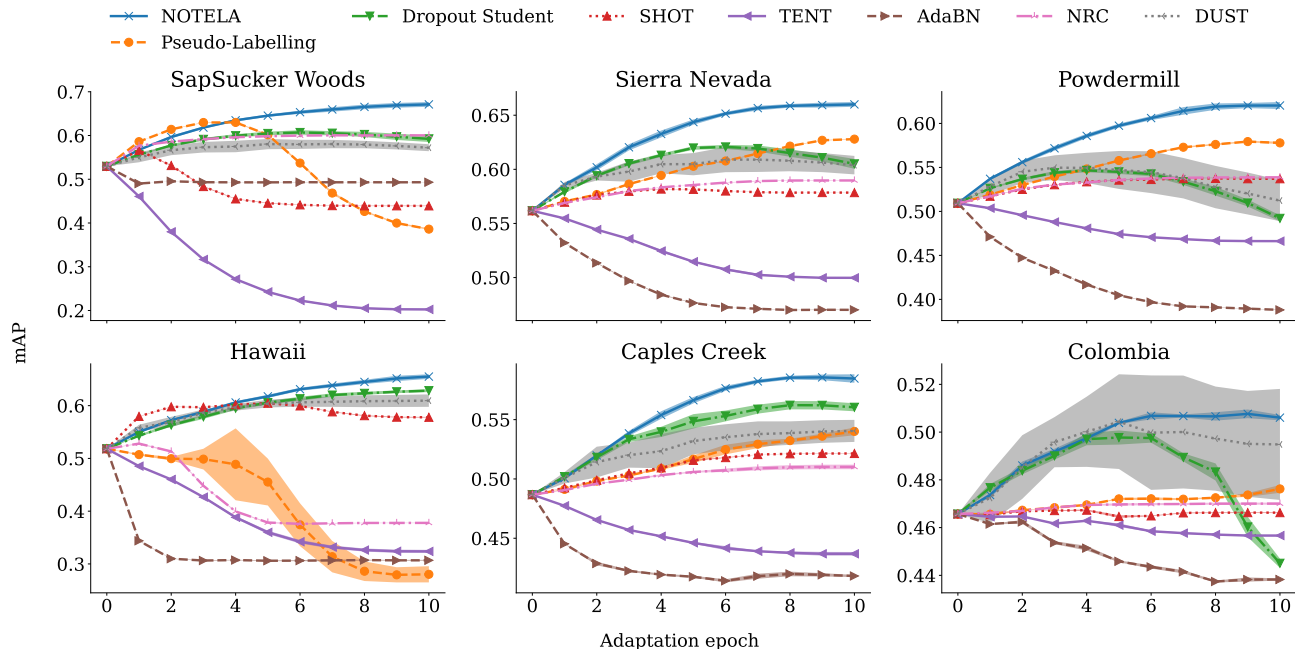 NOTELA Dropout Student SHOT TENT AdaBN NRC DUST
Pseudo-Labelling
SapSucker Woods Sierra Nevada Powdermill
0.7 0.65 0.60
0.6 0.60 0.55
0.5 0.55 0.50
0.4 0.50 0.45
0.3 0.40
0.2
mAP
Hawaii Caples Creek Colombia
0.6 0.55 0.52
0.5 0.50 0.50
0.4 0.45 0.48
0.3 0.46
0.44
0 2 4 6 8 10 0 2 4 6 8 10 0 2 4 6 8 10
Adaptation epoch